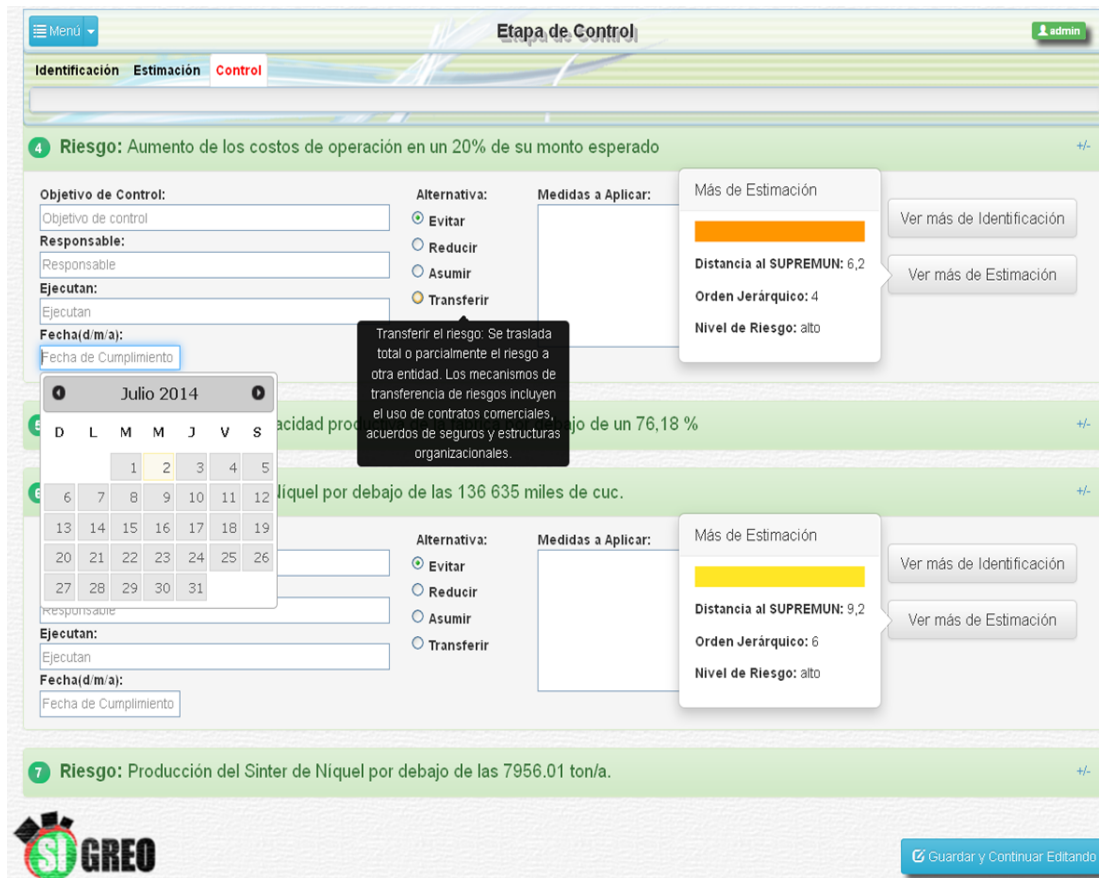 Menú
Etapa de Control
admin
Identificación Estimación Control
4 Riesgo: Aumento de los costos de operación en un 20% de su monto esperado +/-
Objetivo de Control:
Objetivo de control
Responsable:
Responsable
Ejecutan:
Ejecutan
Fecha(d/m/a):
Fecha de Cumplimiento
Alternativa:
Evitar
Reducir
Asumir
Transferir
Medidas a Aplicar:
Más de Estimación
Distancia al SUPREMUN: 6,2
Orden Jerárquico: 4
Nivel de Riesgo: alto
Ver más de Identificación
Ver más de Estimación
Transferir el riesgo: Se traslada
total o parcialmente el riesgo a
otra entidad. Los mecanismos de
transferencia de riesgos incluyen
el uso de contratos comerciales,
acuerdos de seguros y estructuras
organizacionales.
Julio 2014
D L M M J V S
1 2 3 4 5
6 7 8 9 10 11 12
13 14 15 16 17 18 19
20 21 22 23 24 25 26
27 28 29 30 31
de un 76,18 % +/-
Níquel por debajo de las 136 635 miles de cuc. +/-
Responsable
Ejecutan:
Ejecutan
Fecha(d/m/a):
Fecha de Cumplimiento
Alternativa:
Evitar
Reducir
Asumir
Transferir
Medidas a Aplicar:
Más de Estimación
Distancia al SUPREMUN: 9,2
Orden Jerárquico: 6
Nivel de Riesgo: alto
Ver más de Identificación
Ver más de Estimación
7 Riesgo: Producción del Sinter de Níquel por debajo de las 7956.01 ton/a. +/-
SIGREO
Guardar y Continuar Editando